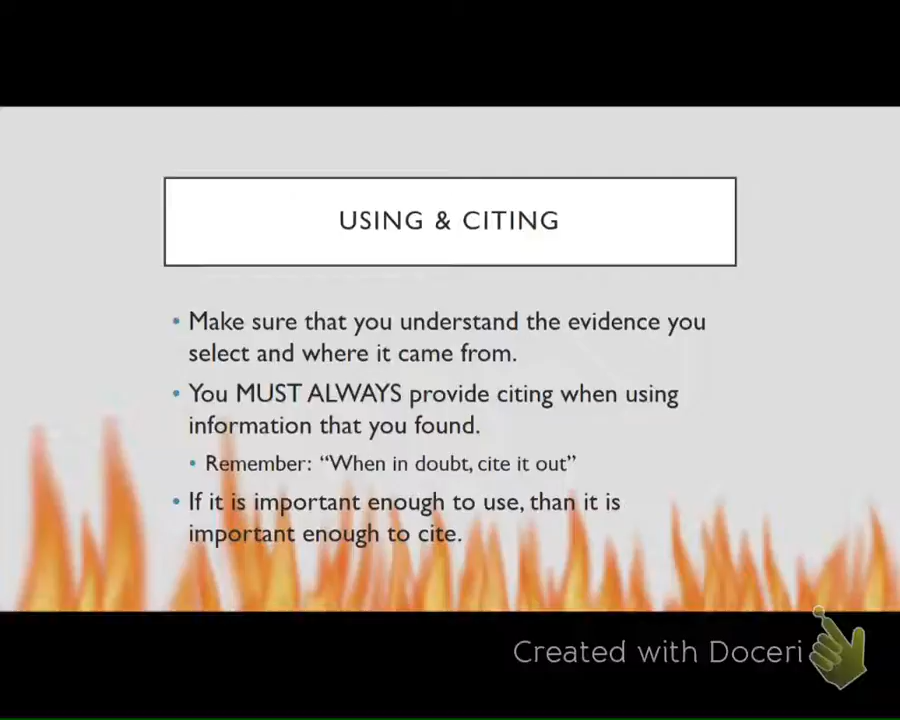 USING & CITING
• Make sure that you understand the evidence you
select and where it came from.
• You MUST ALWAYS provide citing when using
information that you found.
• Remember: “When in doubt, cite it out”
• If it is important enough to use, than it is
important enough to cite.
Created with Doceri